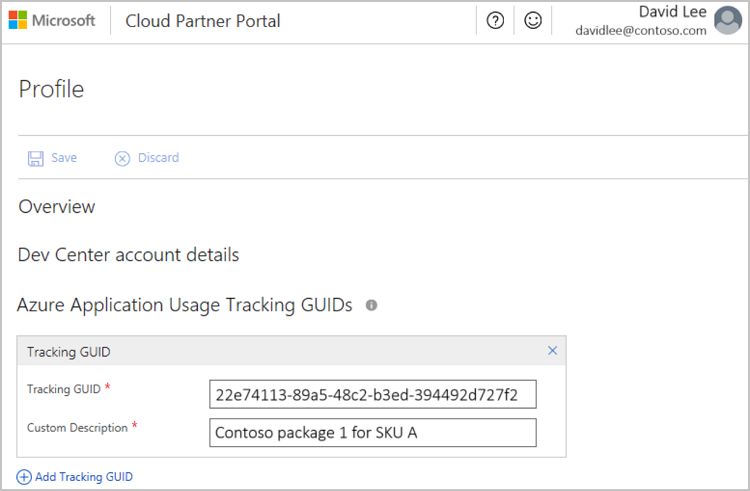 Microsoft Cloud Partner Portal
David Lee
davidlee@contoso.com
Profile
Save Discard
Overview
Dev Center account details
Azure Application Usage Tracking GUIDs
Tracking GUID
Tracking GUID * 22e74113-89a5-48c2-b3ed-394492d727f2
Custom Description * Contoso package 1 for SKU A
Add Tracking GUID